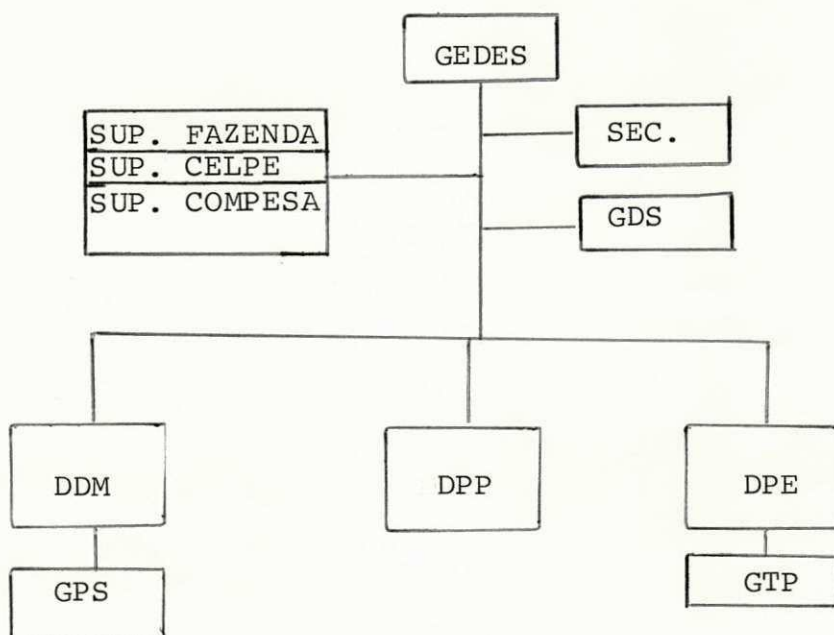 GEDES
SUP. FAZENDA
SUP. CELPE
SUP. COMPESA
SEC.
GDS
DDM
DPP
DPE
GPS
GTP